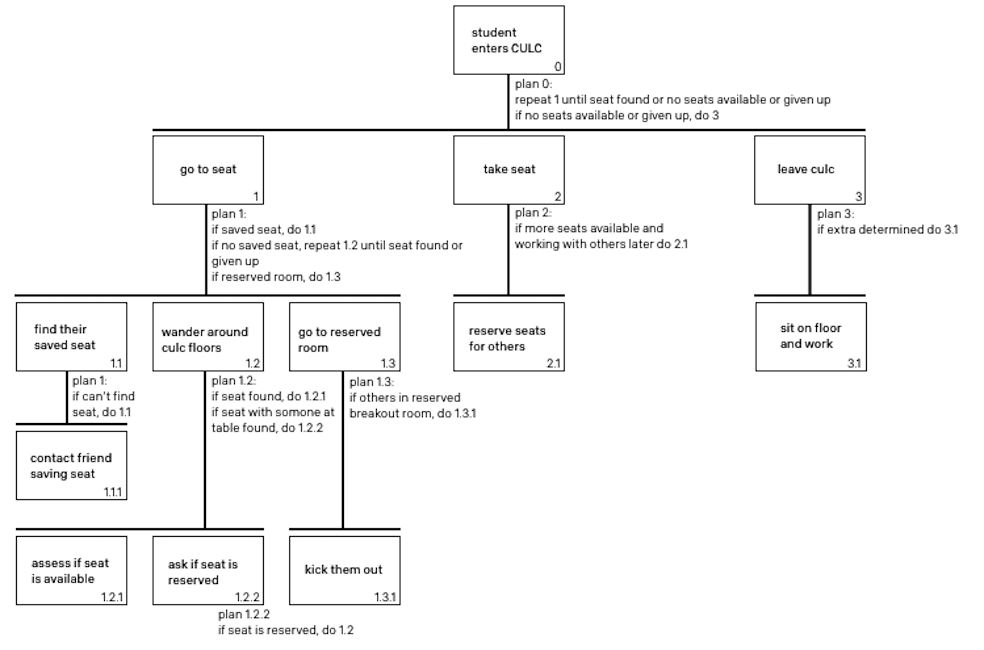 student
enters CULC
0
plan 0:
repeat 1 until seat found or no seats available or given up
if no seats available or given up, do 3
go to seat
1
take seat
2
leave culc
3
plan 1:
if saved seat, do 1.1
if no saved seat, repeat 1.2 until seat found or
given up
if reserved room, do 1.3
plan 2:
if more seats available and
working with others later do 2.1
plan 3:
if extra determined do 3.1
find their
saved seat
1.1
wander around
culc floors
1.2
go to reserved
room
1.3
reserve seats
for others
2.1
sit on floor
and work
3.1
plan 1:
if can't find
seat, do 1.1
plan 1.2:
if seat found, do 1.2.1
if seat with somone at
table found, do 1.2.2
plan 1.3:
if others in reserved
breakout room, do 1.3.1
contact friend
saving seat
1.1.1
assess if seat
is available
1.2.1
ask if seat is
reserved
1.2.2
kick them out
1.3.1
plan 1.2.2
if seat is reserved, do 1.2